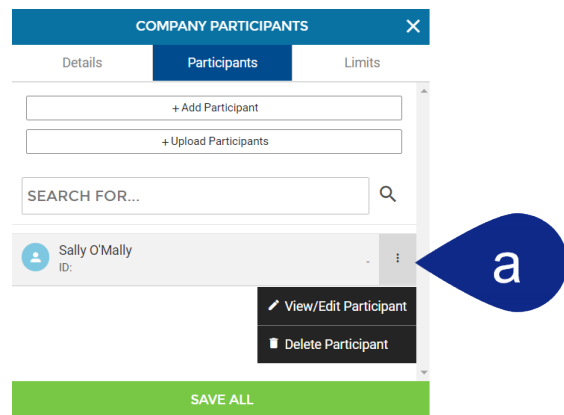 COMPANY PARTICIPANTS
Details Participants Limits
+ Add Participant
+ Upload Participants
SEARCH FOR...
Sally O'Mally
ID:
-
a
View/Edit Participant
Delete Participant
SAVE ALL